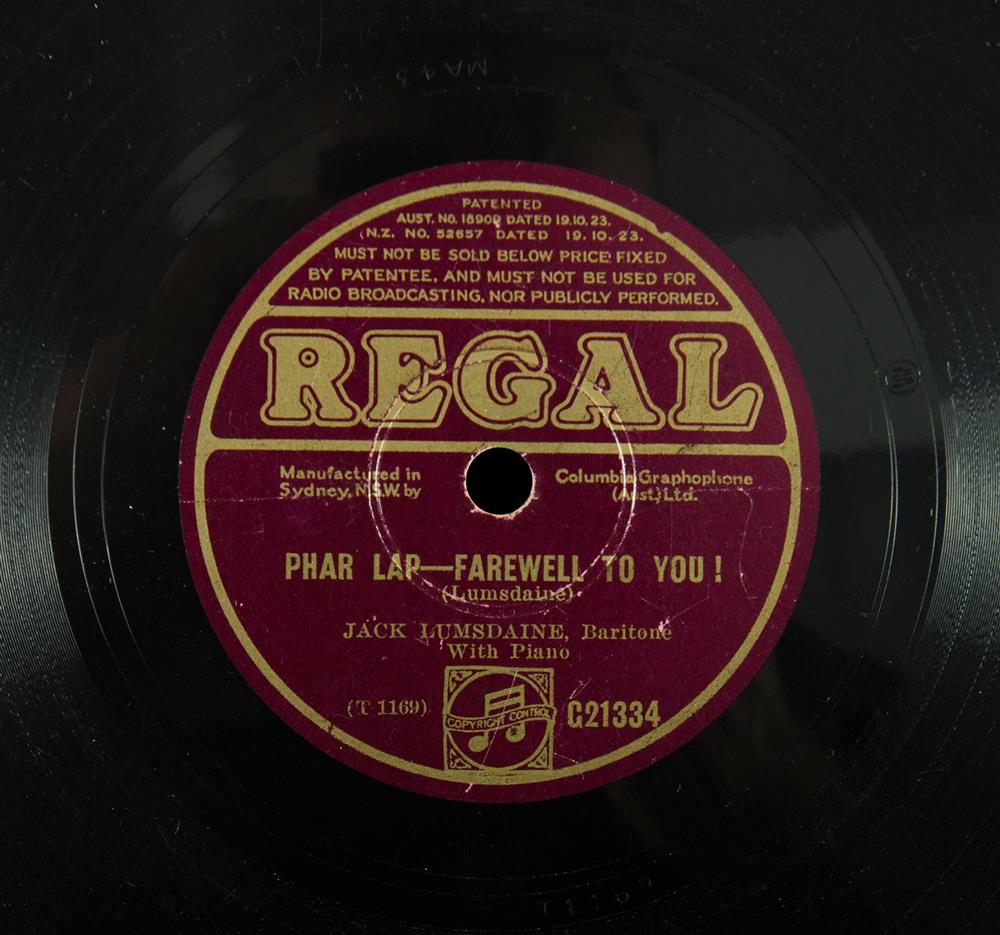 MA43
PATENTED
AUST. NO. 18909 DATED 19.10.23.
(N.Z. NO. 52657 DATED 19.10.23.
MUST NOT BE SOLD BELOW PRICE FIXED
BY PATENTEE, AND MUST NOT BE USED FOR
RADIO BROADCASTING, NOR PUBLICLY PERFORMED.
REGAL
Manufactured in Sydney, N.S.W. by
Columbia Graphophone (Aust) Ltd.
PHAR LAP—FAREWELL TO YOU!
(Lumsdaine)
JACK LUMSDAINE, Baritone
With Piano
(T 1169)
COPYRIGHT CONTROL
G21334
T1169